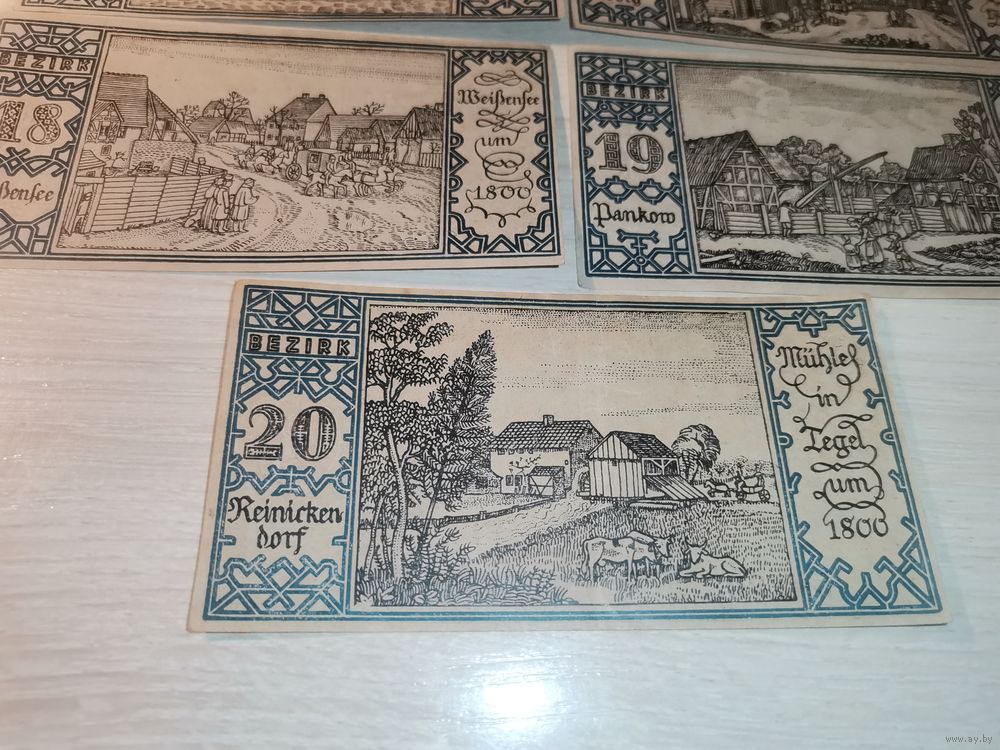 BEZIRK
18
ßensee
Weißensee
um
1800
BEZIRK
19
Pankow
BEZIRK
20
Reinicken
dorf
Mühle
in
Tegel
um
1800
www.ay.by